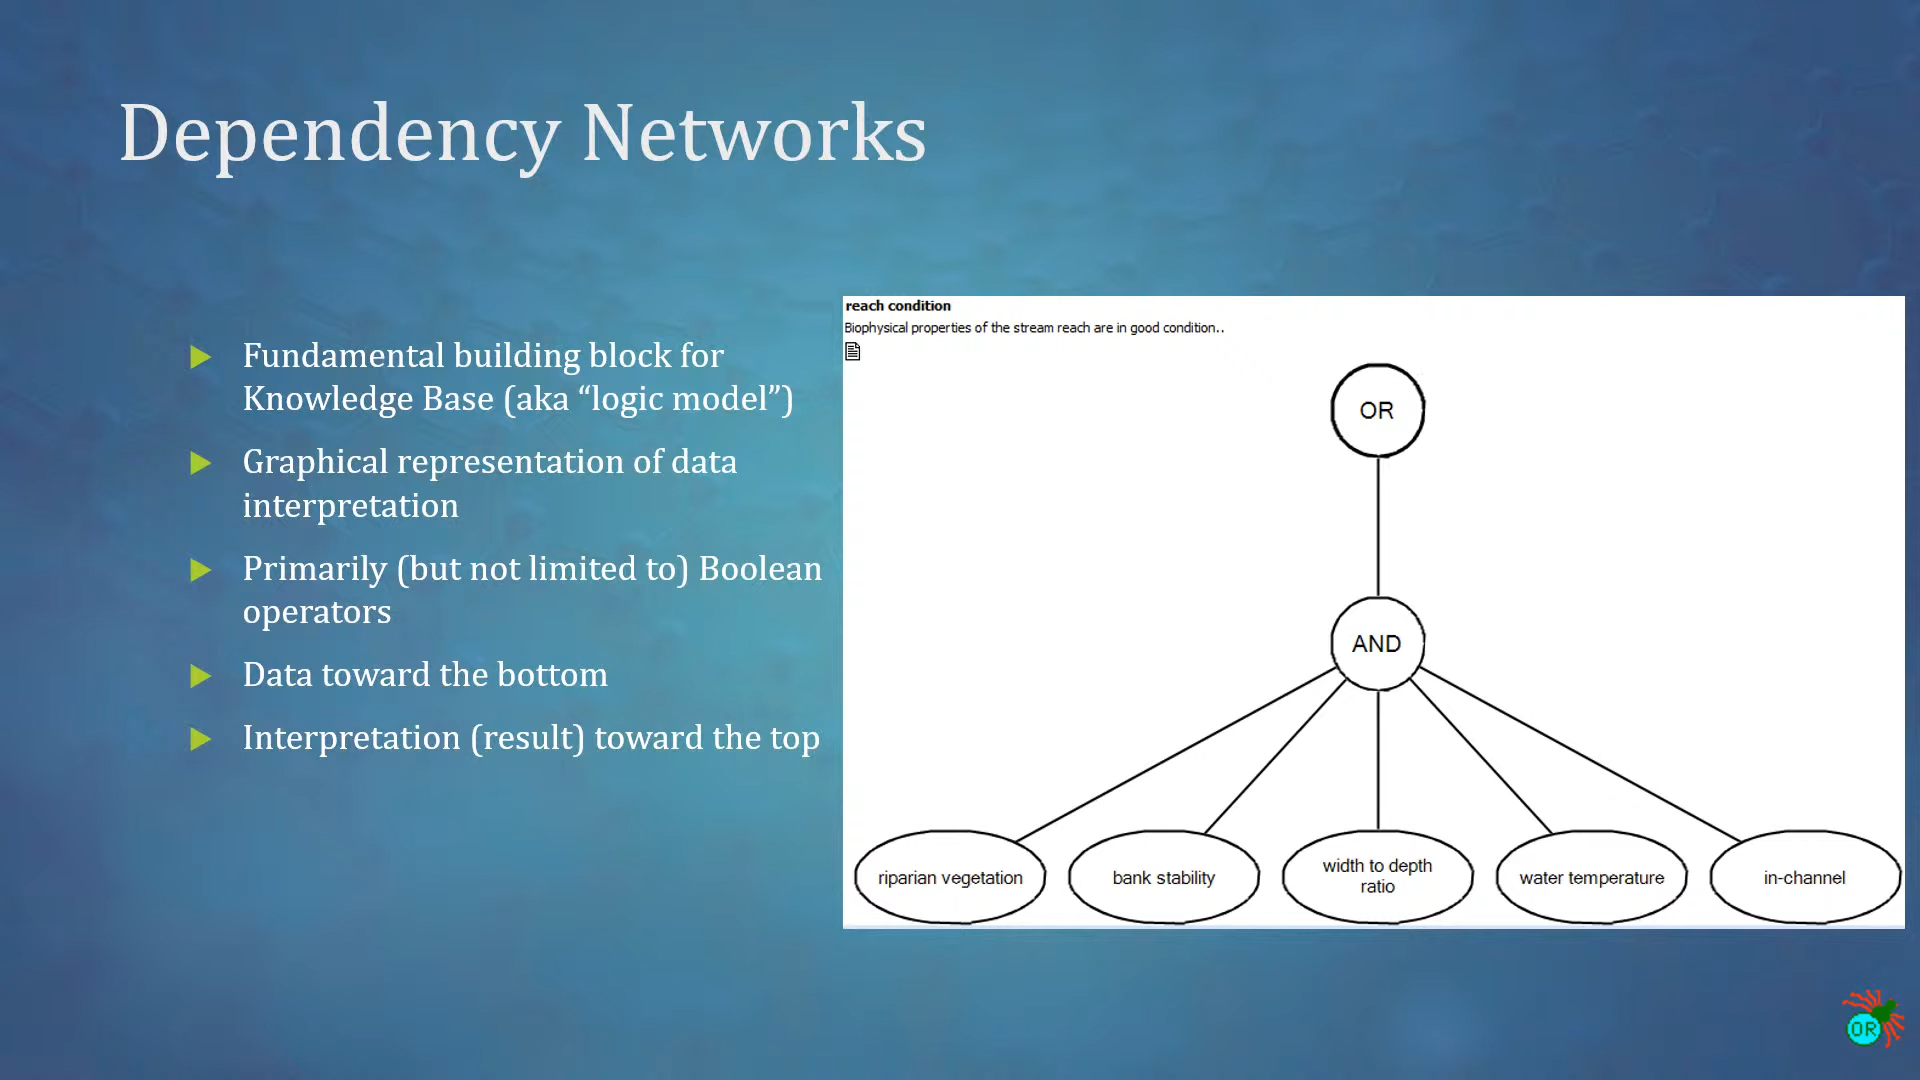 Dependency Networks
Fundamental building block for
Knowledge Base (aka “logic model”)
Graphical representation of data
interpretation
Primarily (but not limited to) Boolean
operators
Data toward the bottom
Interpretation (result) toward the top
reach condition
Biophysical properties of the stream reach are in good condition..
OR
AND
riparian vegetation
bank stability
width to depth
ratio
water temperature
in-channel
OR